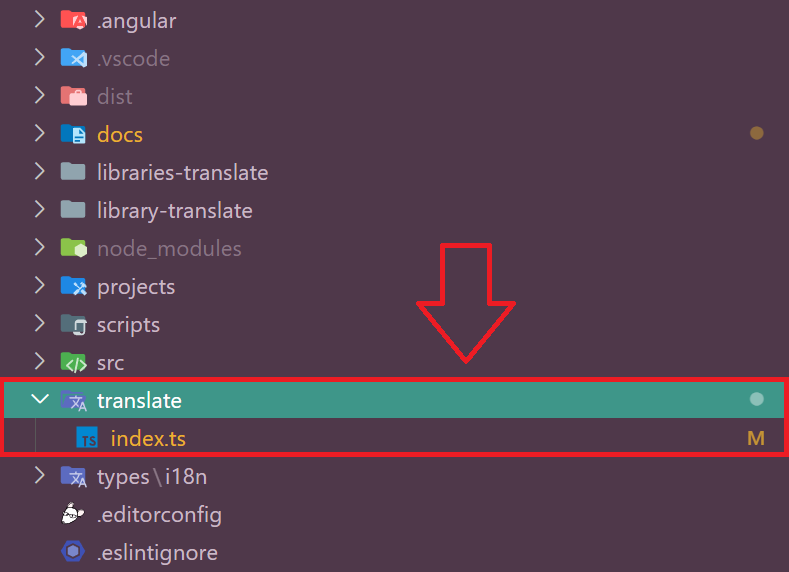 .angular
.vscode
dist
docs
libraries-translate
library-translate
node_modules
projects
scripts
src
translate
TS index.ts M
types\i18n
.editorconfig
.eslintignore